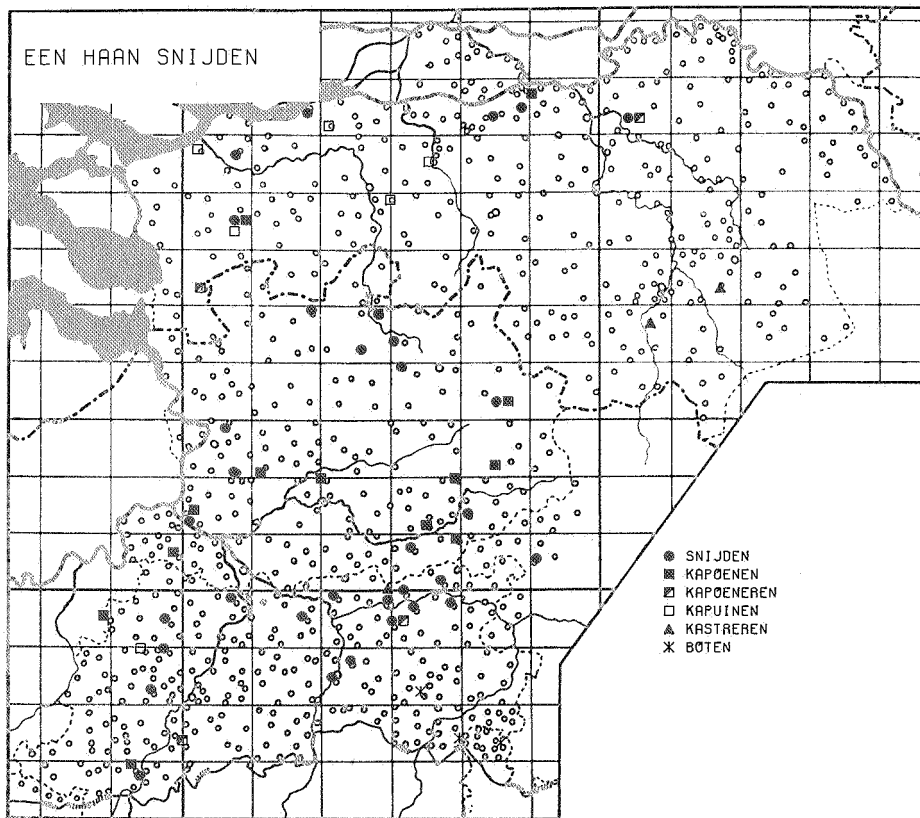 EEN HAAN SNIJDEN
SNIJDEN
KAPOENEN
KAPOENEREN
KAPUINEN
KASTREREN
BOTEN